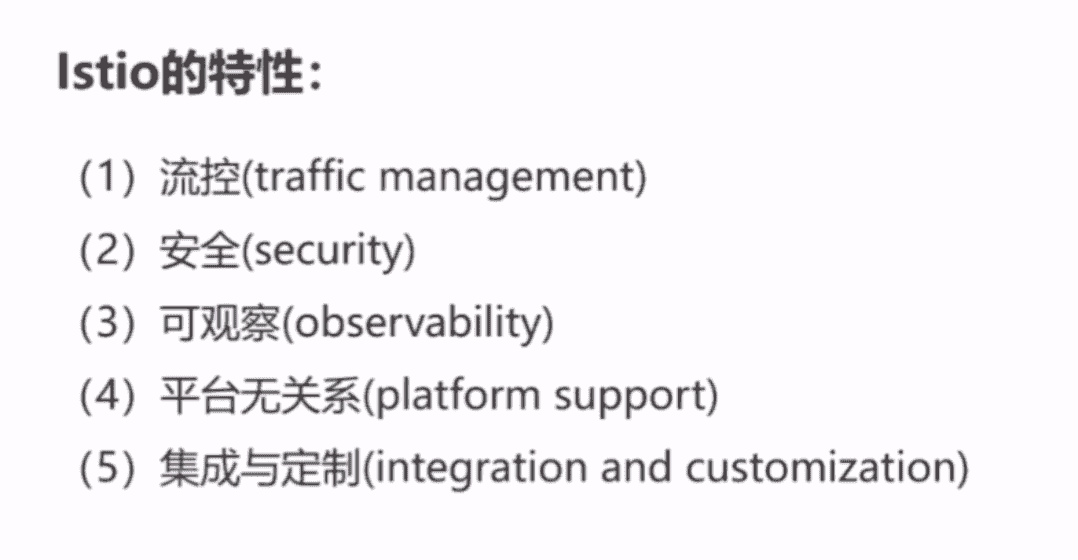 Istio的特性：
（1）流控(traffic management)
（2）安全(security)
（3）可观察(observability)
（4）平台无关系(platform support)
（5）集成与定制(integration and customization)